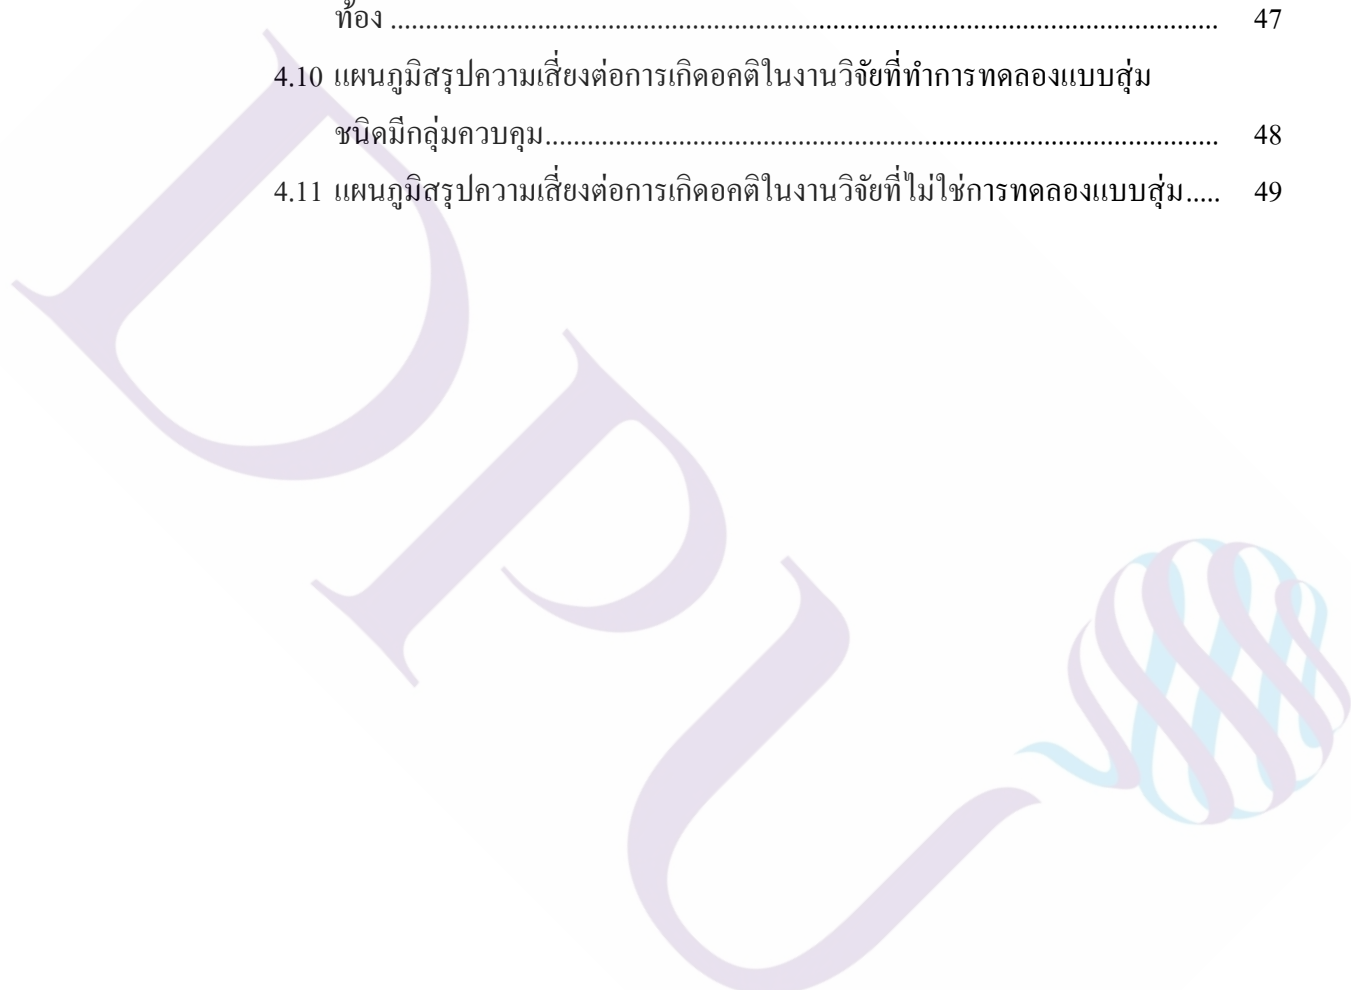 ท้อง .................................................................................................................... 47
4.10 แผนภูมิสรุปความเสี่ยงต่อการเกิดอคติในงานวิจัยที่ทำการทดลองแบบสุ่ม
ชนิดมีกลุ่มควบคุม.............................................................................................. 48
4.11 แผนภูมิสรุปความเสี่ยงต่อการเกิดอคติในงานวิจัยที่ไม่ใช่การทดลองแบบสุ่ม..... 49
DPU